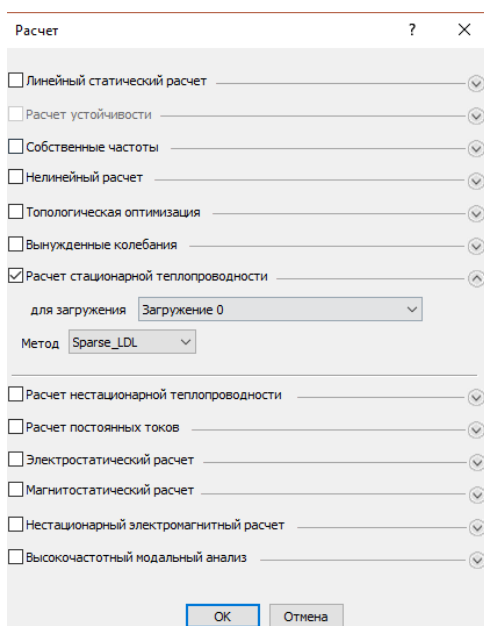 Расчет ?
Линейный статический расчет
Расчет устойчивости
Собственные частоты
Нелинейный расчет
Топологическая оптимизация
Вынужденные колебания
Расчет стационарной теплопроводности
для загружения Загружение 0
Метод Sparse_LDL
Расчет нестационарной теплопроводности
Расчет постоянных токов
Электростатический расчет
Магнитостатический расчет
Нестационарный электромагнитный расчет
Высокочастотный модальный анализ
OK Отмена